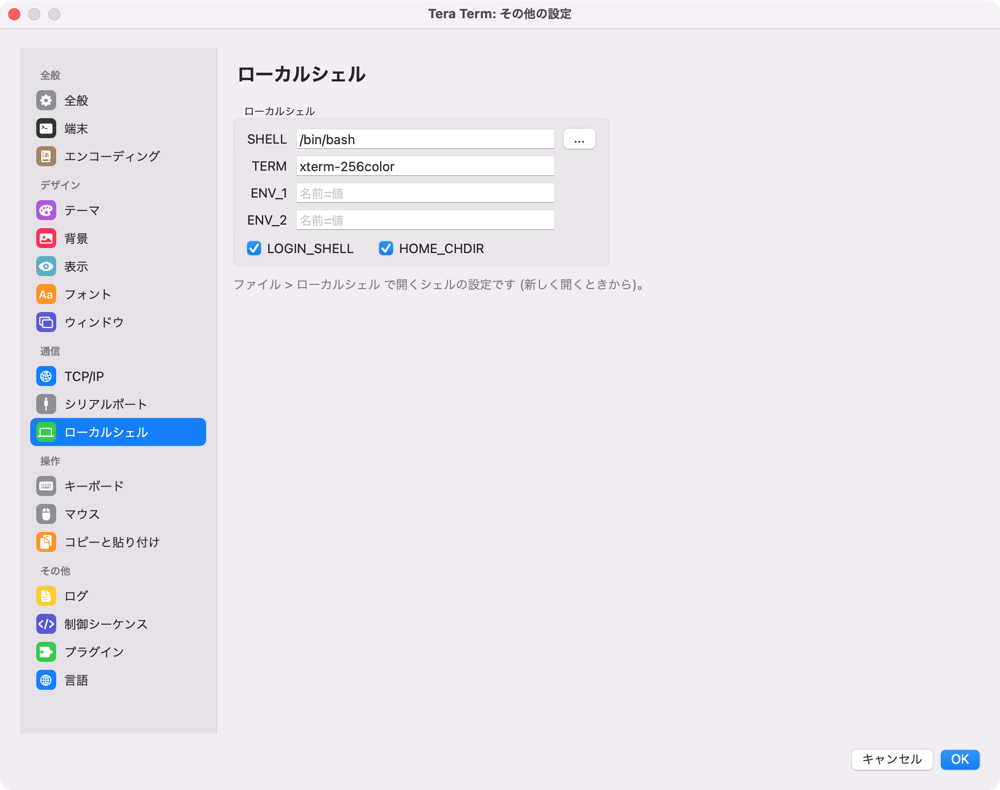 Tera Term: その他の設定
全般
全般
端末
エンコーディング
デザイン
テーマ
背景
表示
Aa フォント
ウィンドウ
通信
TCP/IP
シリアルポート
ローカルシェル
操作
キーボード
マウス
コピーと貼り付け
その他
ログ
</> 制御シーケンス
プラグイン
言語
ローカルシェル
ローカルシェル
SHELL /bin/bash ...
TERM xterm-256color
ENV_1 名前=値
ENV_2 名前=値
LOGIN_SHELL HOME_CHDIR
ファイル > ローカルシェル で開くシェルの設定です (新しく開くときから)。
キャンセル OK